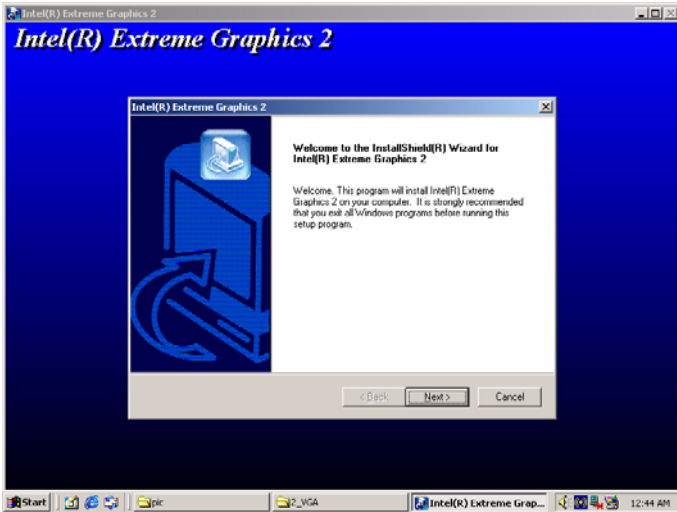 Intel(R) Extreme Graphics 2
Intel(R) Extreme Graphics 2
Intel(R) Extreme Graphics 2
Welcome to the InstallShield(R) Wizard for
Intel(R) Extreme Graphics 2
Welcome. This program will install Intel(R) Extreme
Graphics 2 on your computer. It is strongly recommended
that you exit all Windows programs before running this
setup program.
< Back Next > Cancel
Start pic 2_VGA Intel(R) Extreme Grap... 12:44 AM